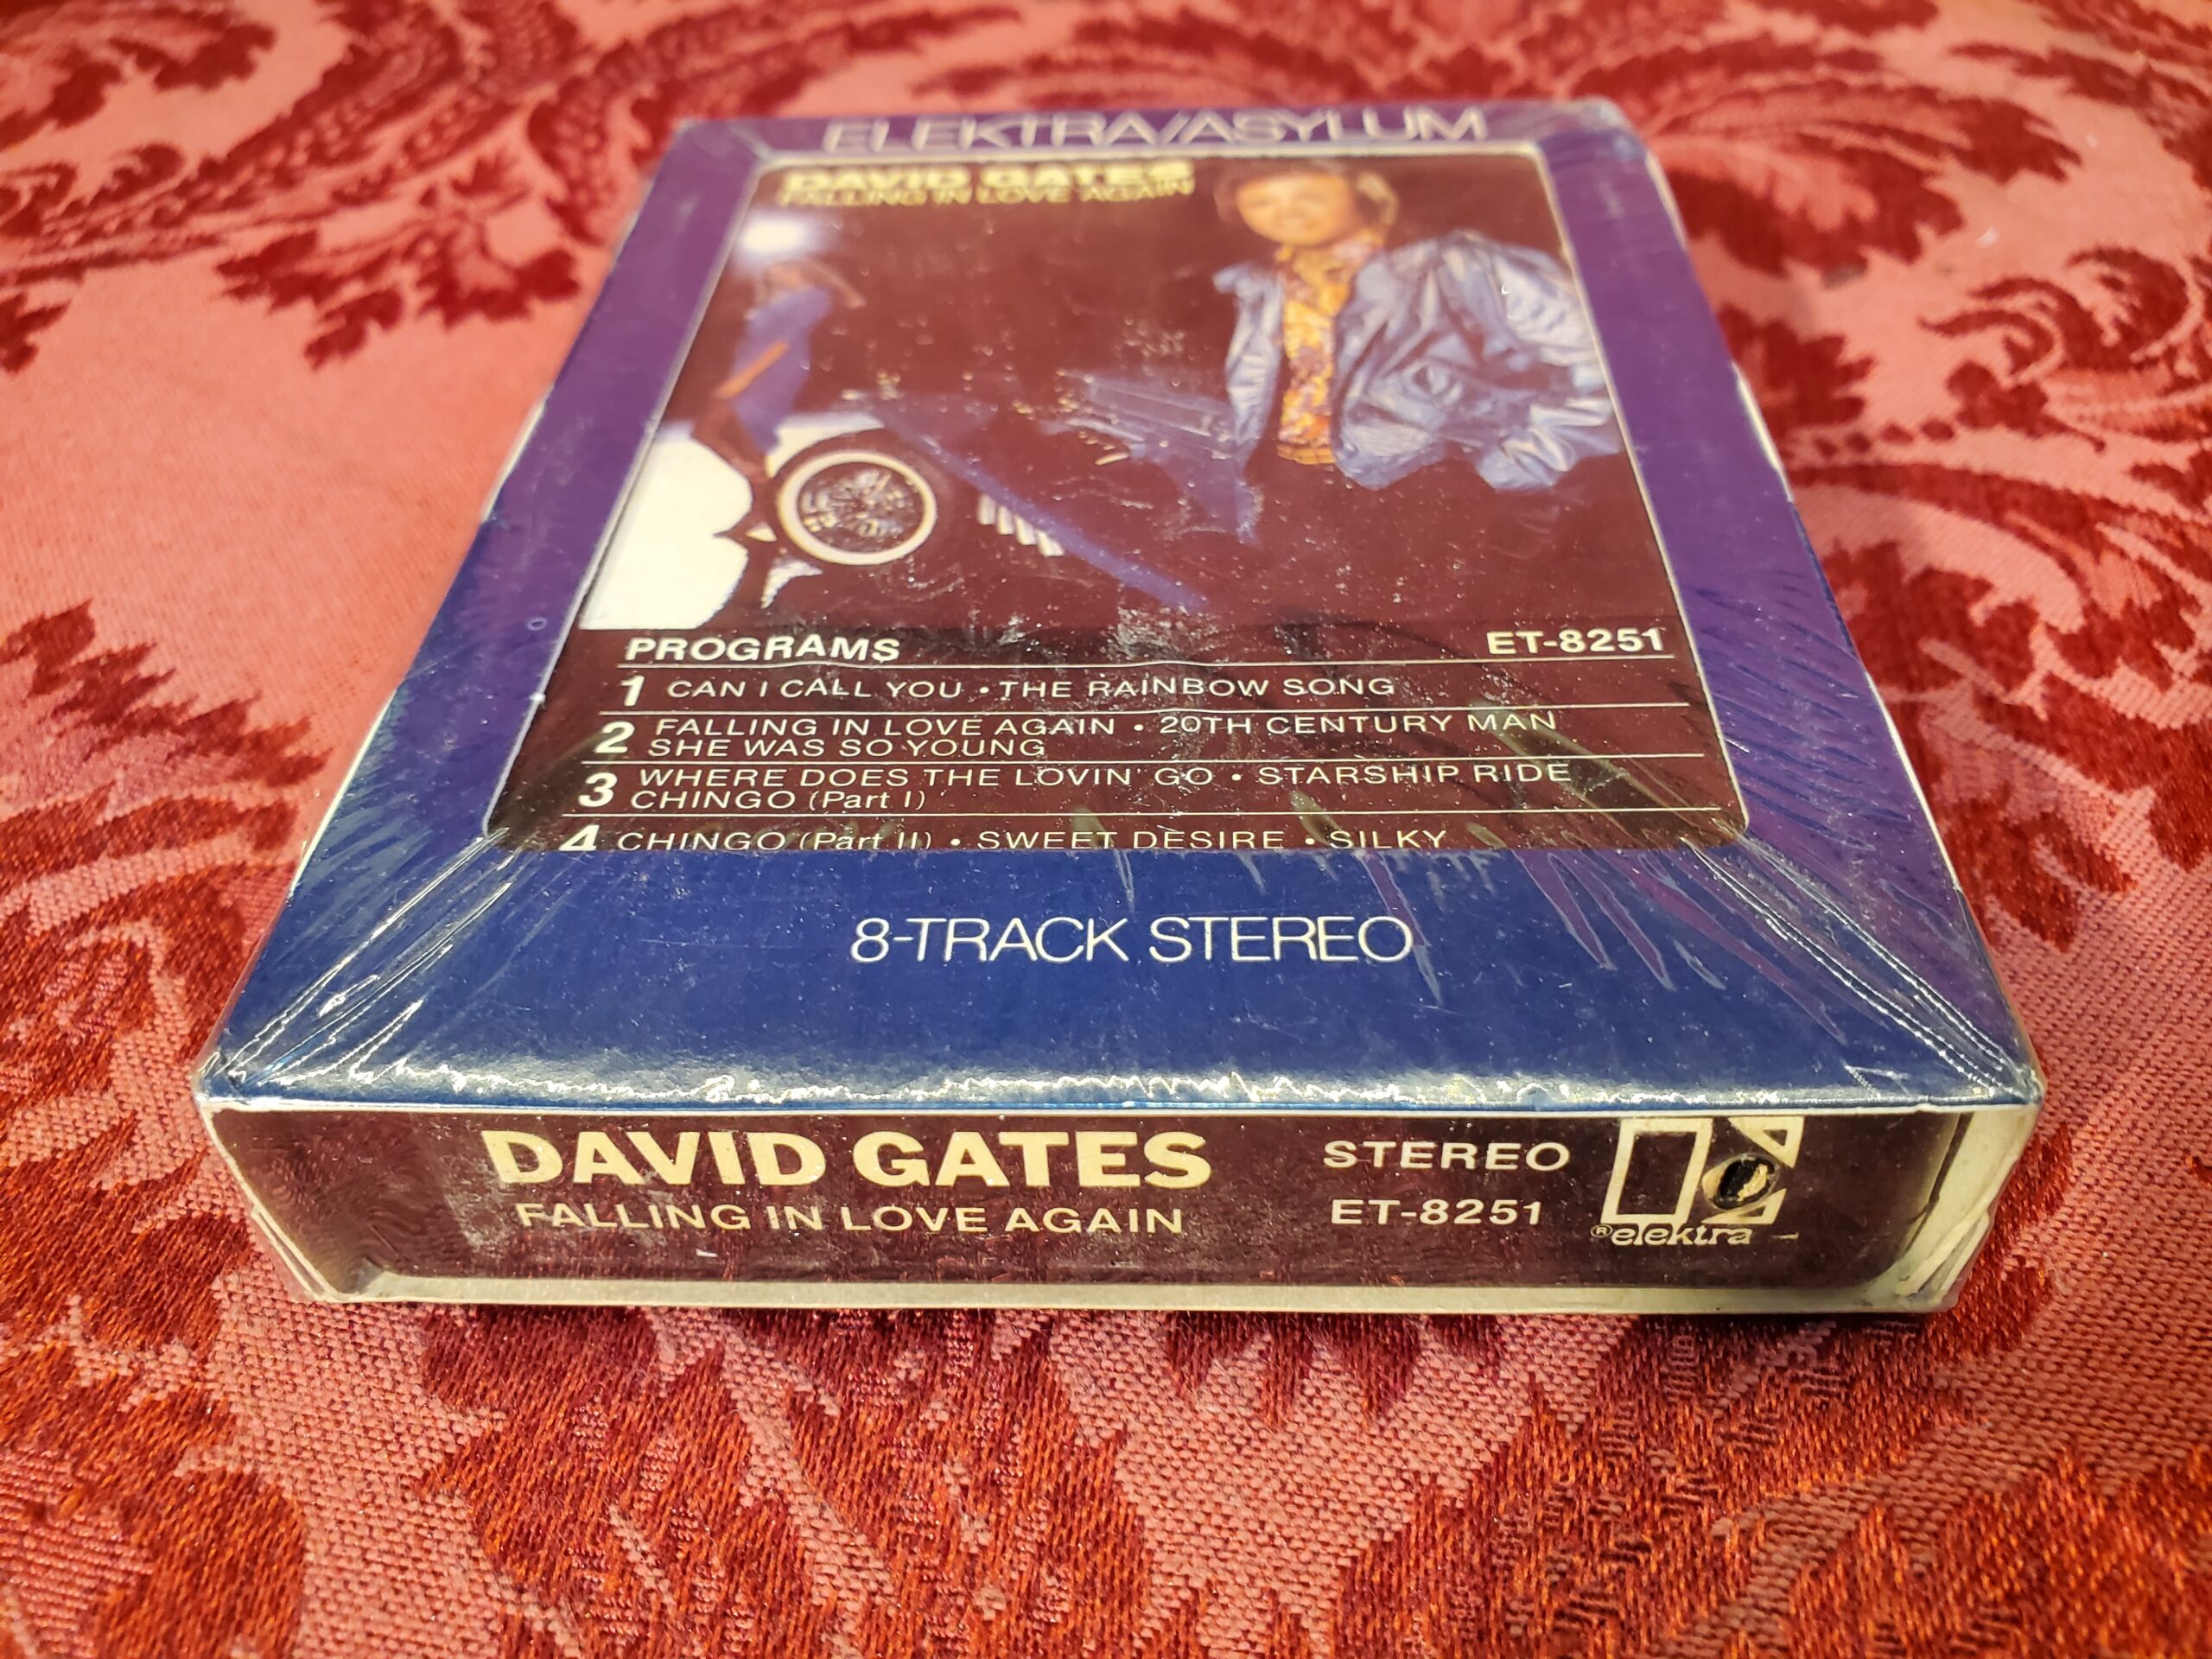 ELEKTRA/ASYLUM
DAVID GATES
FALLING IN LOVE AGAIN
PROGRAMS ET-8251
1 CAN I CALL YOU • THE RAINBOW SONG
2 FALLING IN LOVE AGAIN • 20TH CENTURY MAN
SHE WAS SO YOUNG
3 WHERE DOES THE LOVIN' GO • STARSHIP RIDE
CHINGO (Part I)
4 CHINGO (Part II) • SWEET DESIRE • SILKY
8-TRACK STEREO
DAVID GATES STEREO
FALLING IN LOVE AGAIN ET-8251
®elektra